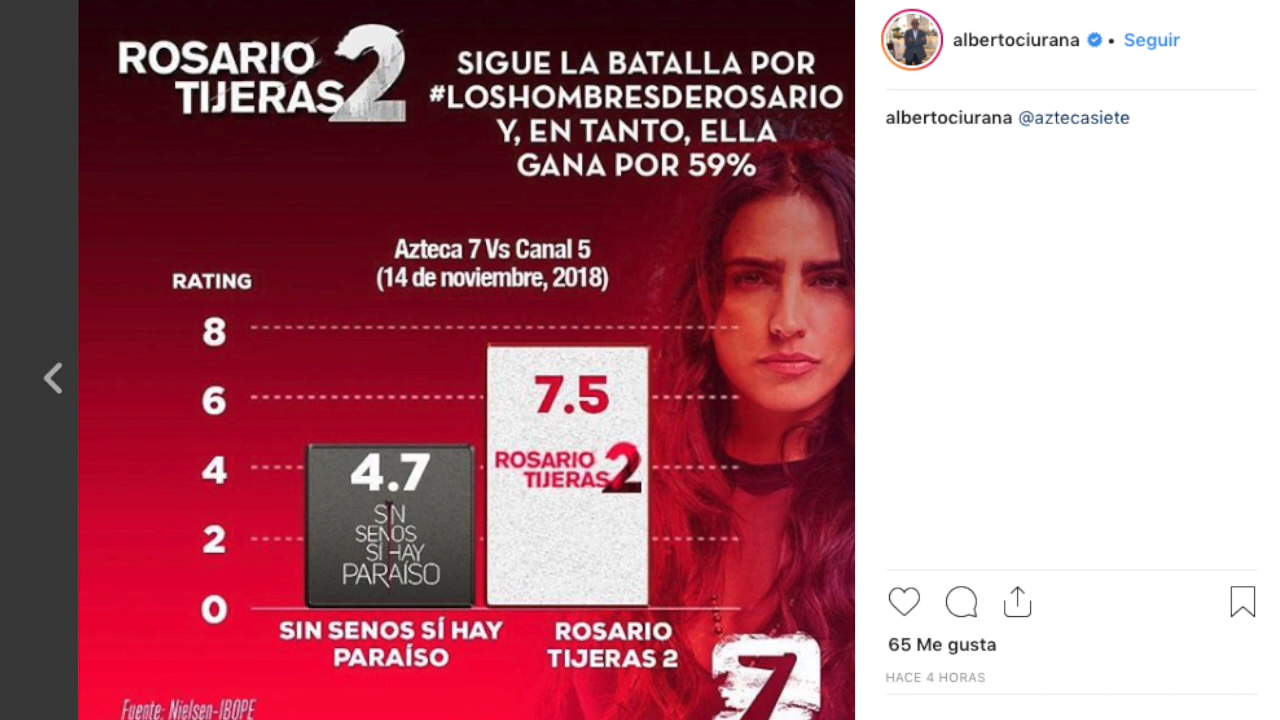 ROSARIO
TIJERAS 2
SIGUE LA BATALLA POR
#LOSHOMBRESDEROSARIO
Y, EN TANTO, ELLA
GANA POR 59%
Azteca 7 Vs Canal 5
(14 de noviembre, 2018)
RATING
8
6
4
2
0
7.5
ROSARIO
TIJERAS 2
4.7
SIN
SENOS
SÍ HAY
PARAÍSO
SIN SENOS SÍ HAY
PARAÍSO
ROSARIO
TIJERAS 2
7
Fuente: Nielsen-IBOPE
albertociurana • Seguir
albertociurana @aztecasiete
65 Me gusta
HACE 4 HORAS